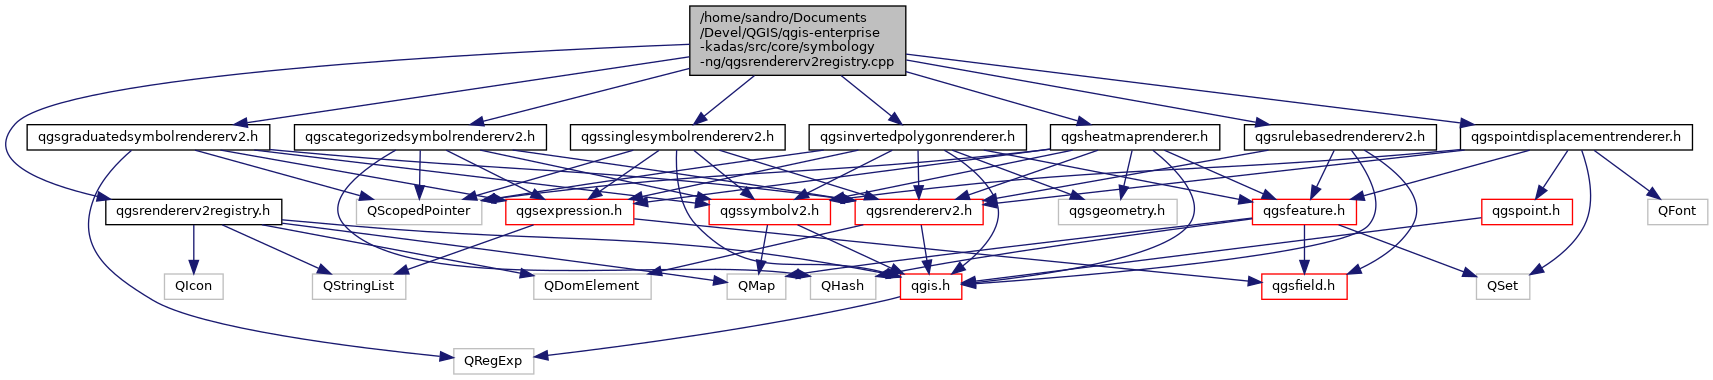 /home/sandro/Documents
/Devel/QGIS/qgis-enterprise
-kadas/src/core/symbology
-ng/qgsrendererv2registry.cpp
qgsgraduatedsymbolrendererv2.h
qgscategorizedsymbolrendererv2.h
qgssinglesymbolrendererv2.h
qgsinvertedpolygonrenderer.h
qgsheatmaprenderer.h
qgsrulebasedrendererv2.h
qgspointdisplacementrenderer.h
qgsrendererv2registry.h
QScopedPointer
qgsexpression.h
qgssymbolv2.h
qgsrendererv2.h
qgsgeometry.h
qgsfeature.h
qgspoint.h
QFont
QIcon
QStringList
QDomElement
QMap
QHash
qgis.h
qgsfield.h
QSet
QRegExp